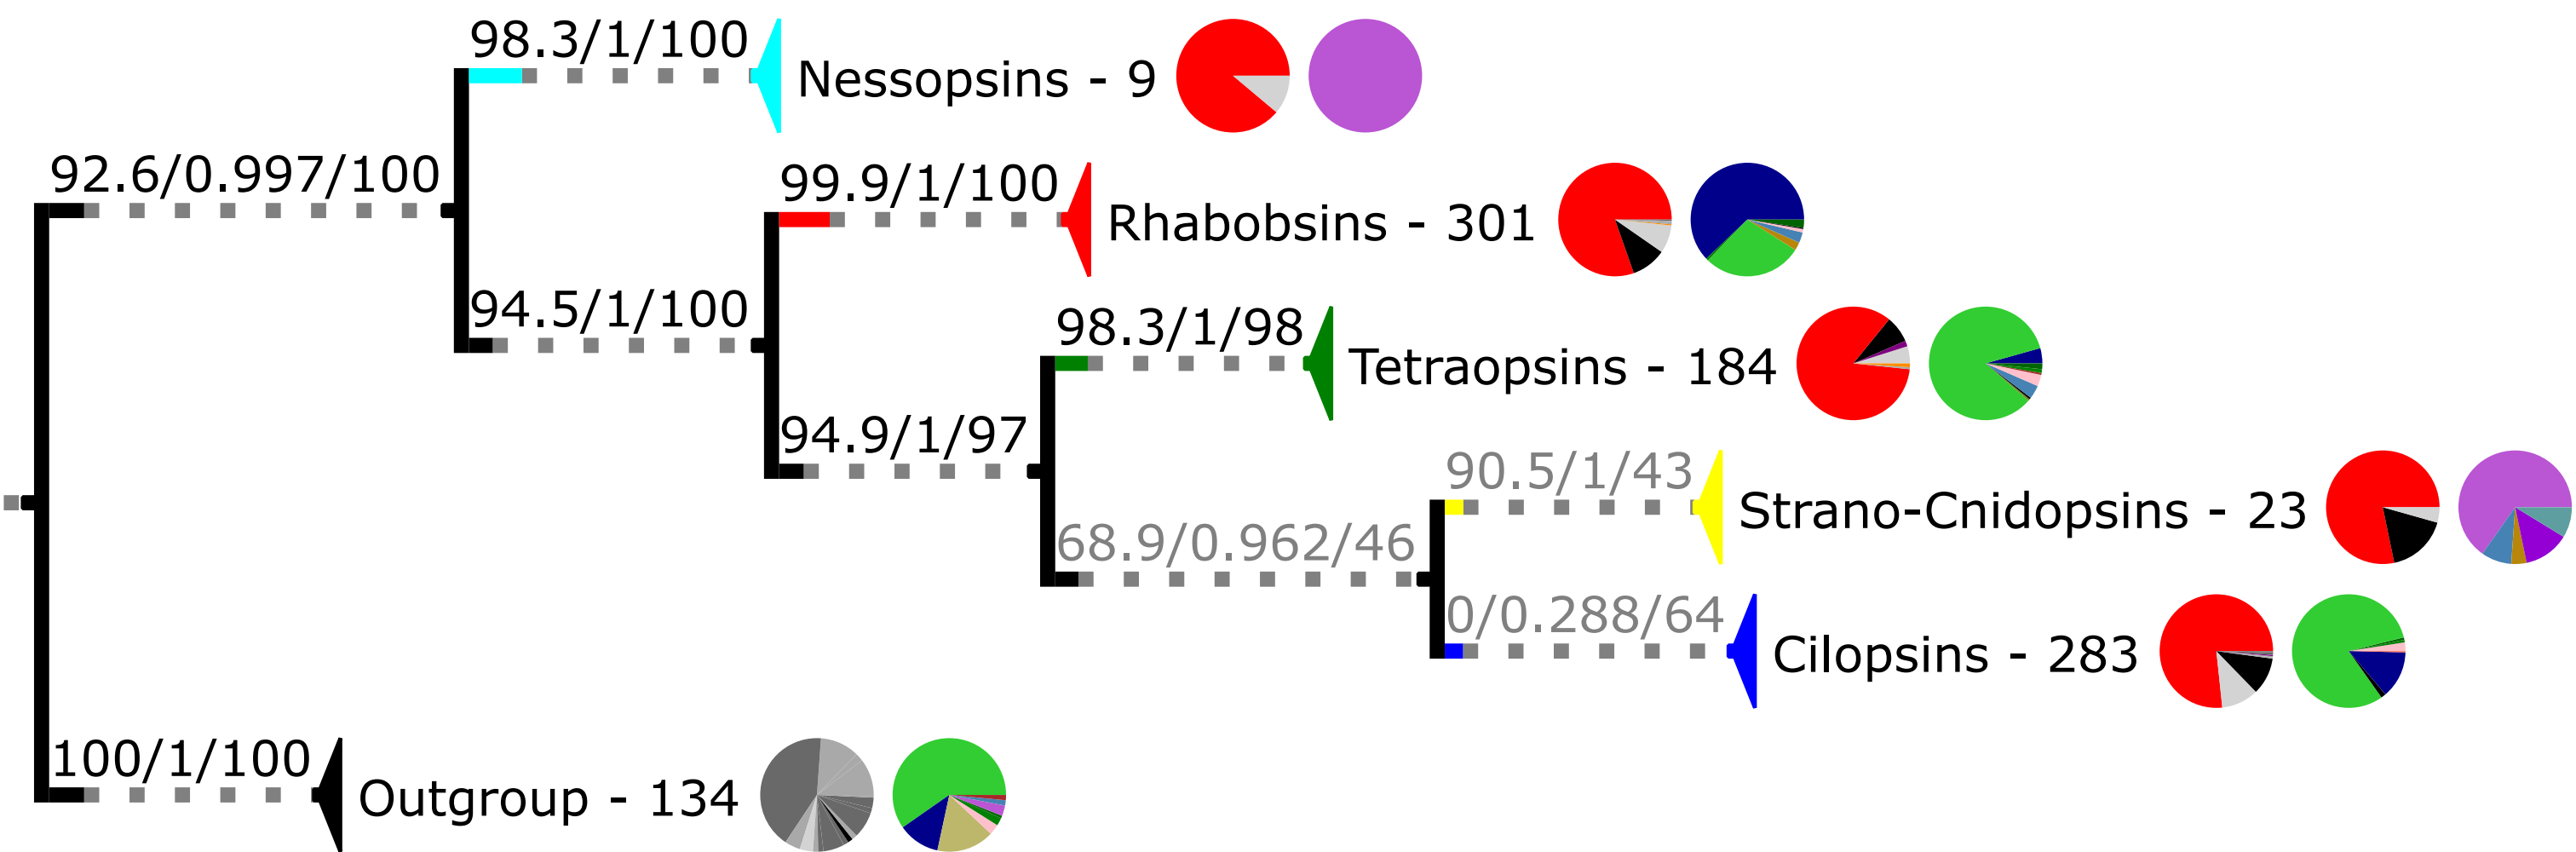 98.3/1/100
Nessopsins - 9
92.6/0.997/100
99.9/1/100
Rhabobsins - 301
94.5/1/100
98.3/1/98
Tetraopsins - 184
94.9/1/97
90.5/1/43
Strano-Cnidopsins - 23
68.9/0.962/46
0/0.288/64
Cilopsins - 283
100/1/100
Outgroup - 134